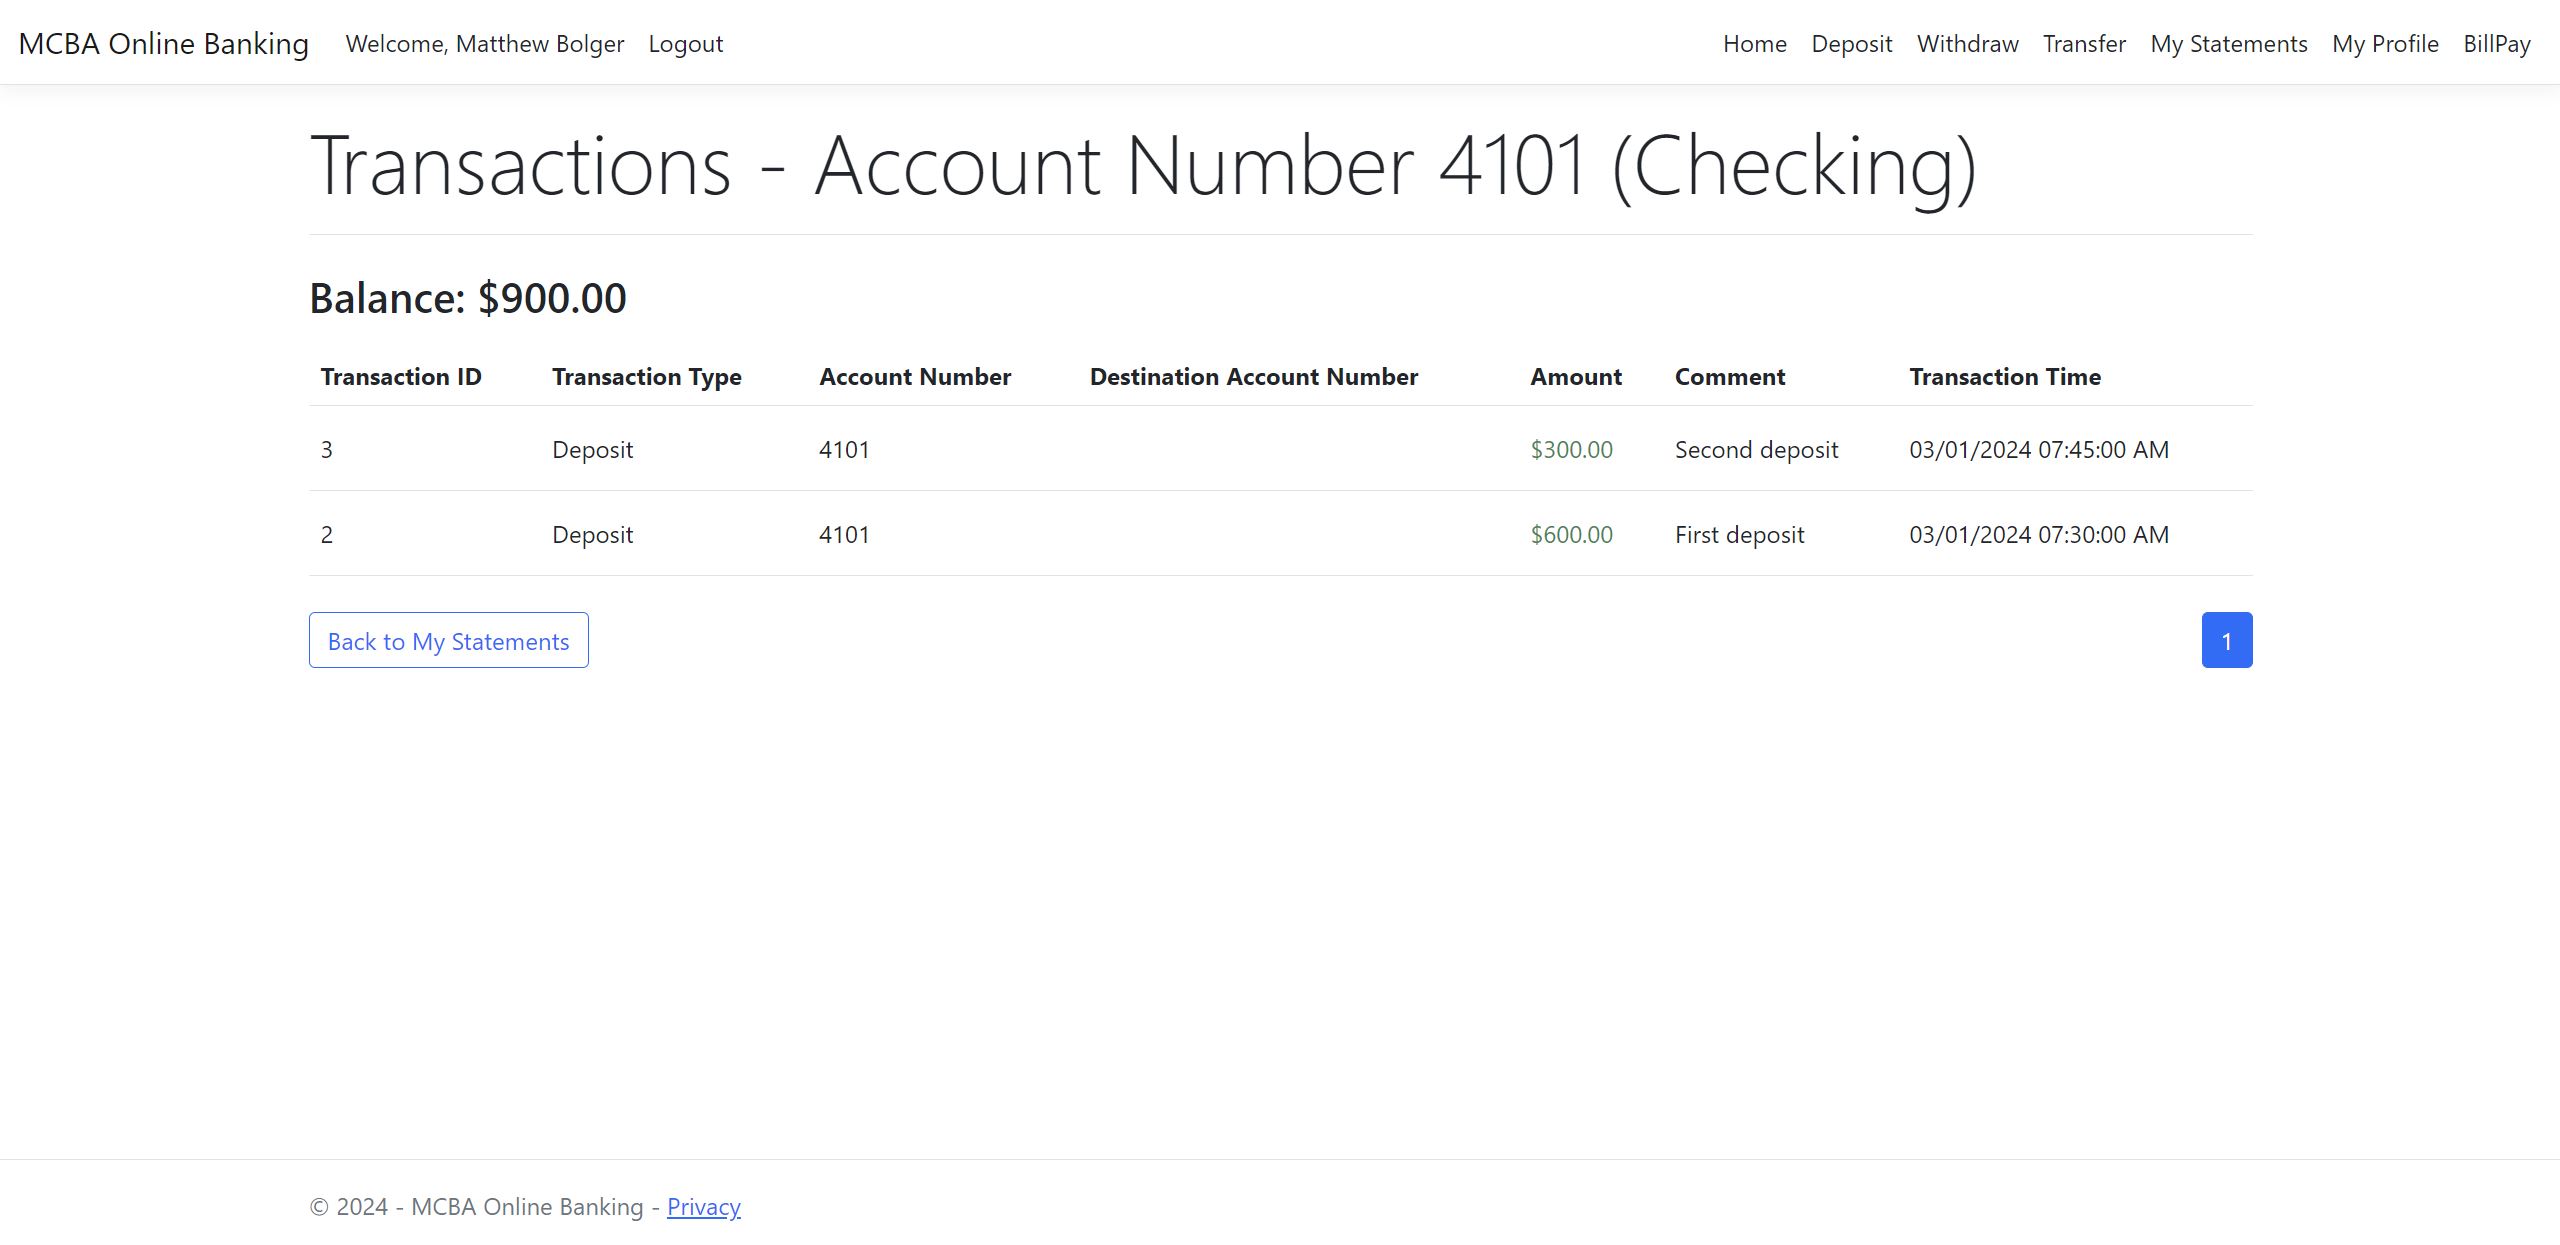 MCBA Online Banking Welcome, Matthew Bolger Logout Home Deposit Withdraw Transfer My Statements My Profile BillPay
Transactions - Account Number 4101 (Checking)
Balance: $900.00
Transaction ID Transaction Type Account Number Destination Account Number Amount Comment Transaction Time
3 Deposit 4101 $300.00 Second deposit 03/01/2024 07:45:00 AM
2 Deposit 4101 $600.00 First deposit 03/01/2024 07:30:00 AM
Back to My Statements 1
© 2024 - MCBA Online Banking - Privacy